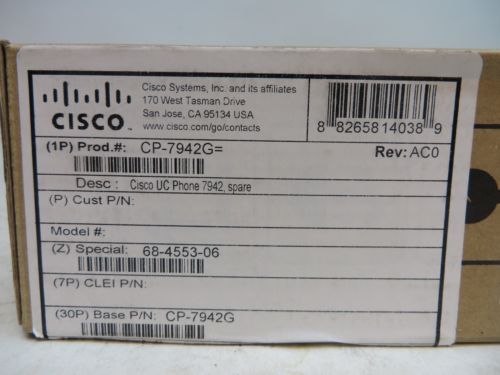 Cisco Systems, Inc. and its affiliates
170 West Tasman Drive
San Jose, CA 95134 USA
www.cisco.com/go/contacts
CISCO
8 82658 14038 9
(1P) Prod.#: CP-7942G= Rev: AC0
Desc : Cisco UC Phone 7942, spare
(P) Cust P/N:
Model #:
(Z) Special: 68-4553-06
(7P) CLEI P/N:
(30P) Base P/N: CP-7942G